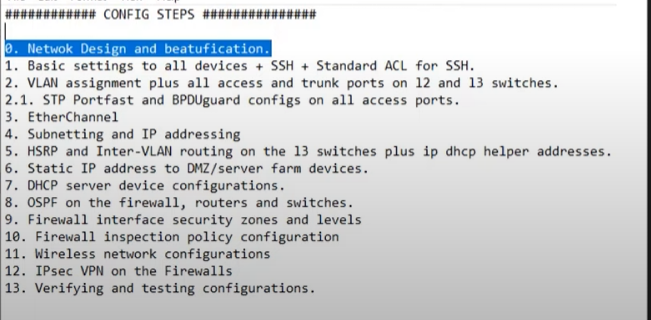 ############ CONFIG STEPS ###############
0. Netwok Design and beatufication.
1. Basic settings to all devices + SSH + Standard ACL for SSH.
2. VLAN assignment plus all access and trunk ports on l2 and l3 switches.
2.1. STP Portfast and BPDUguard configs on all access ports.
3. EtherChannel
4. Subnetting and IP addressing
5. HSRP and Inter-VLAN routing on the l3 switches plus ip dhcp helper addresses.
6. Static IP address to DMZ/server farm devices.
7. DHCP server device configurations.
8. OSPF on the firewall, routers and switches.
9. Firewall interface security zones and levels
10. Firewall inspection policy configuration
11. Wireless network configurations
12. IPsec VPN on the Firewalls
13. Verifying and testing configurations.